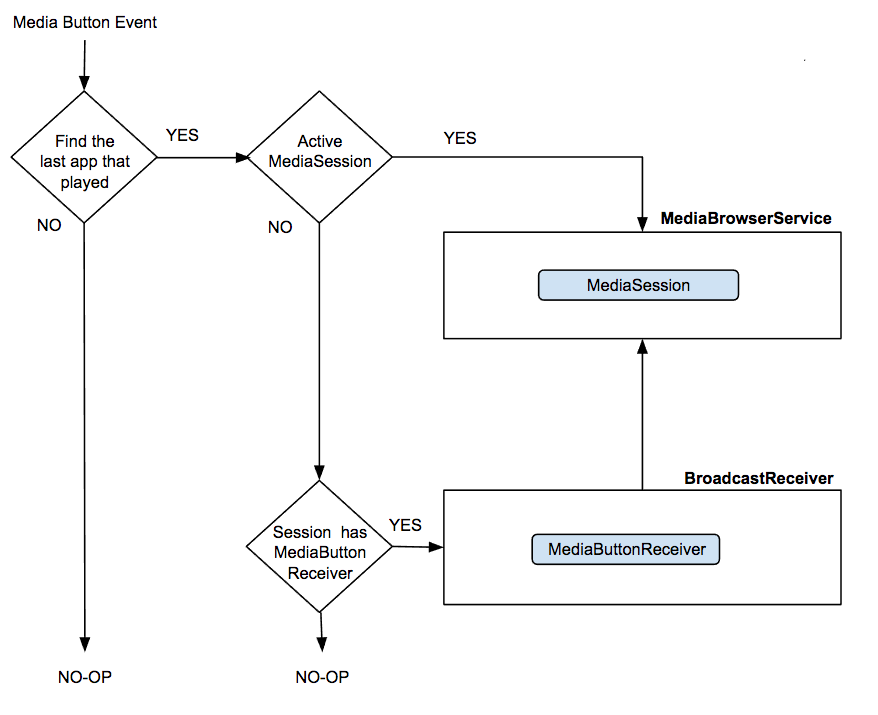 Media Button Event
Find the
last app that
played
YES
NO
Active
MediaSession
YES
NO
MediaBrowserService
MediaSession
Session has
MediaButton
Receiver
YES
BroadcastReceiver
MediaButtonReceiver
NO-OP
NO-OP